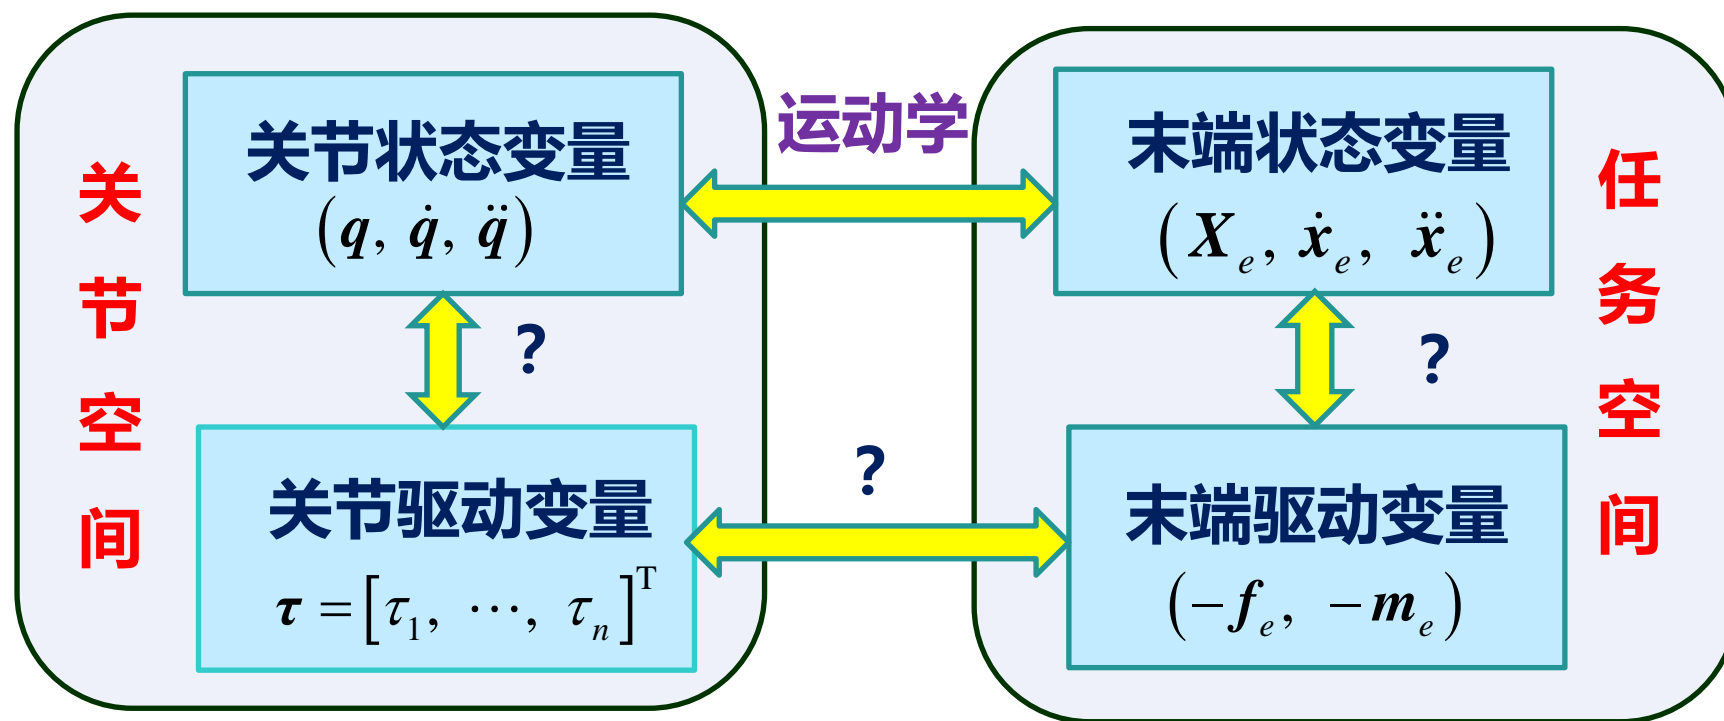 关节空间
关节状态变量
(q, q̇, q̈)
?
关节驱动变量
τ = [τ₁, ⋯, τₙ]ᵀ
运动学
?
末端状态变量
(Xₑ, ẋₑ, ẍₑ)
?
末端驱动变量
(−fₑ, −mₑ)
任务空间